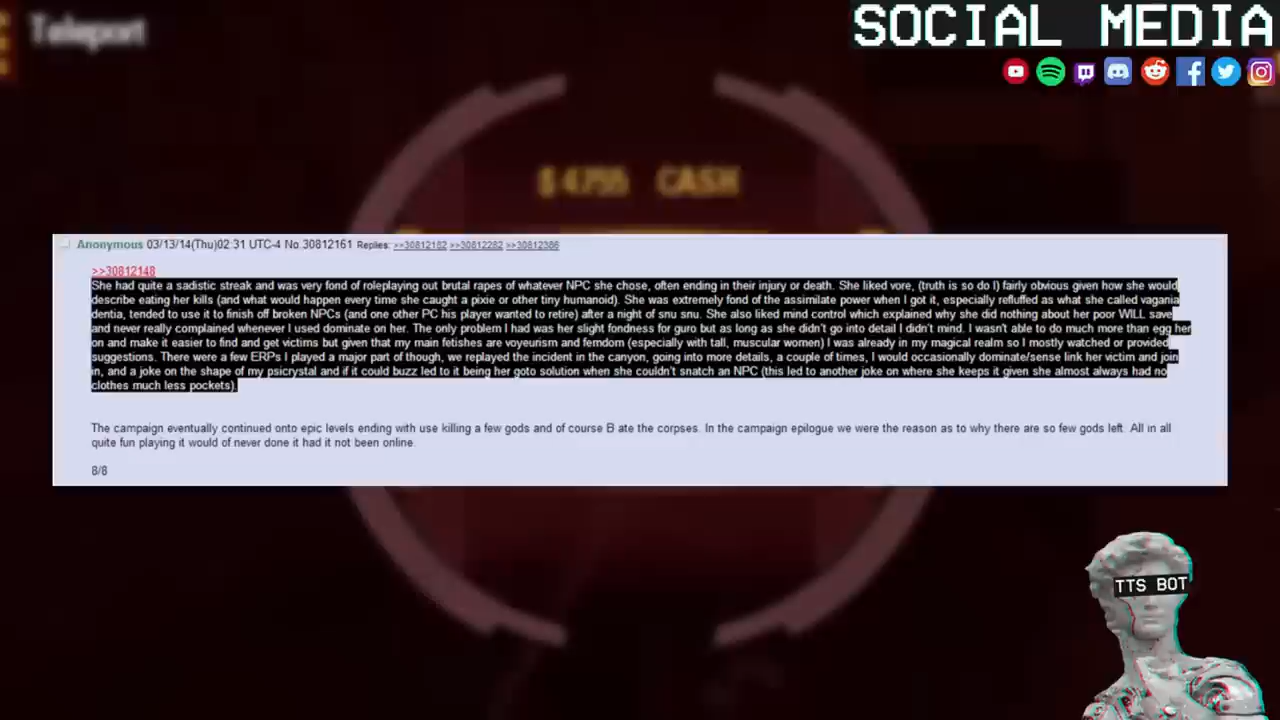 Teleport
SOCIAL MEDIA
$4755 CASH
Anonymous 03/13/14(Thu)02:31 UTC-4 No.30812161 Replies: >>30812182 >>30812282 >>30812386
>>30812148
She had quite a sadistic streak and was very fond of roleplaying out brutal rapes of whatever NPC she chose, often ending in their injury or death. She liked vore, (truth is so do I) fairly obvious given how she would
describe eating her kills (and what would happen every time she caught a pixie or other tiny humanoid). She was extremely fond of the assimilate power when I got it, especially refluffed as what she called vagania
dentia, tended to use it to finish off broken NPCs (and one other PC his player wanted to retire) after a night of snu snu. She also liked mind control which explained why she did nothing about her poor WILL save
and never really complained whenever I used dominate on her. The only problem I had was her slight fondness for guro but as long as she didn't go into detail I didn't mind. I wasn't able to do much more than egg her
on and make it easier to find and get victims but given that my main fetishes are voyeurism and femdom (especially with tall, muscular women) I was already in my magical realm so I mostly watched or provided
suggestions. There were a few ERPs I played a major part of though, we replayed the incident in the canyon, going into more details, a couple of times, I would occasionally dominate/sense link her victim and join
in, and a joke on the shape of my psicrystal and if it could buzz led to it being her goto solution when she couldn't snatch an NPC (this led to another joke on where she keeps it given she almost always had no
clothes much less pockets).
The campaign eventually continued onto epic levels ending with use killing a few gods and of course B ate the corpses. In the campaign epilogue we were the reason as to why there are so few gods left. All in all
quite fun playing it would of never done it had it not been online.
8/8
TTS BOT